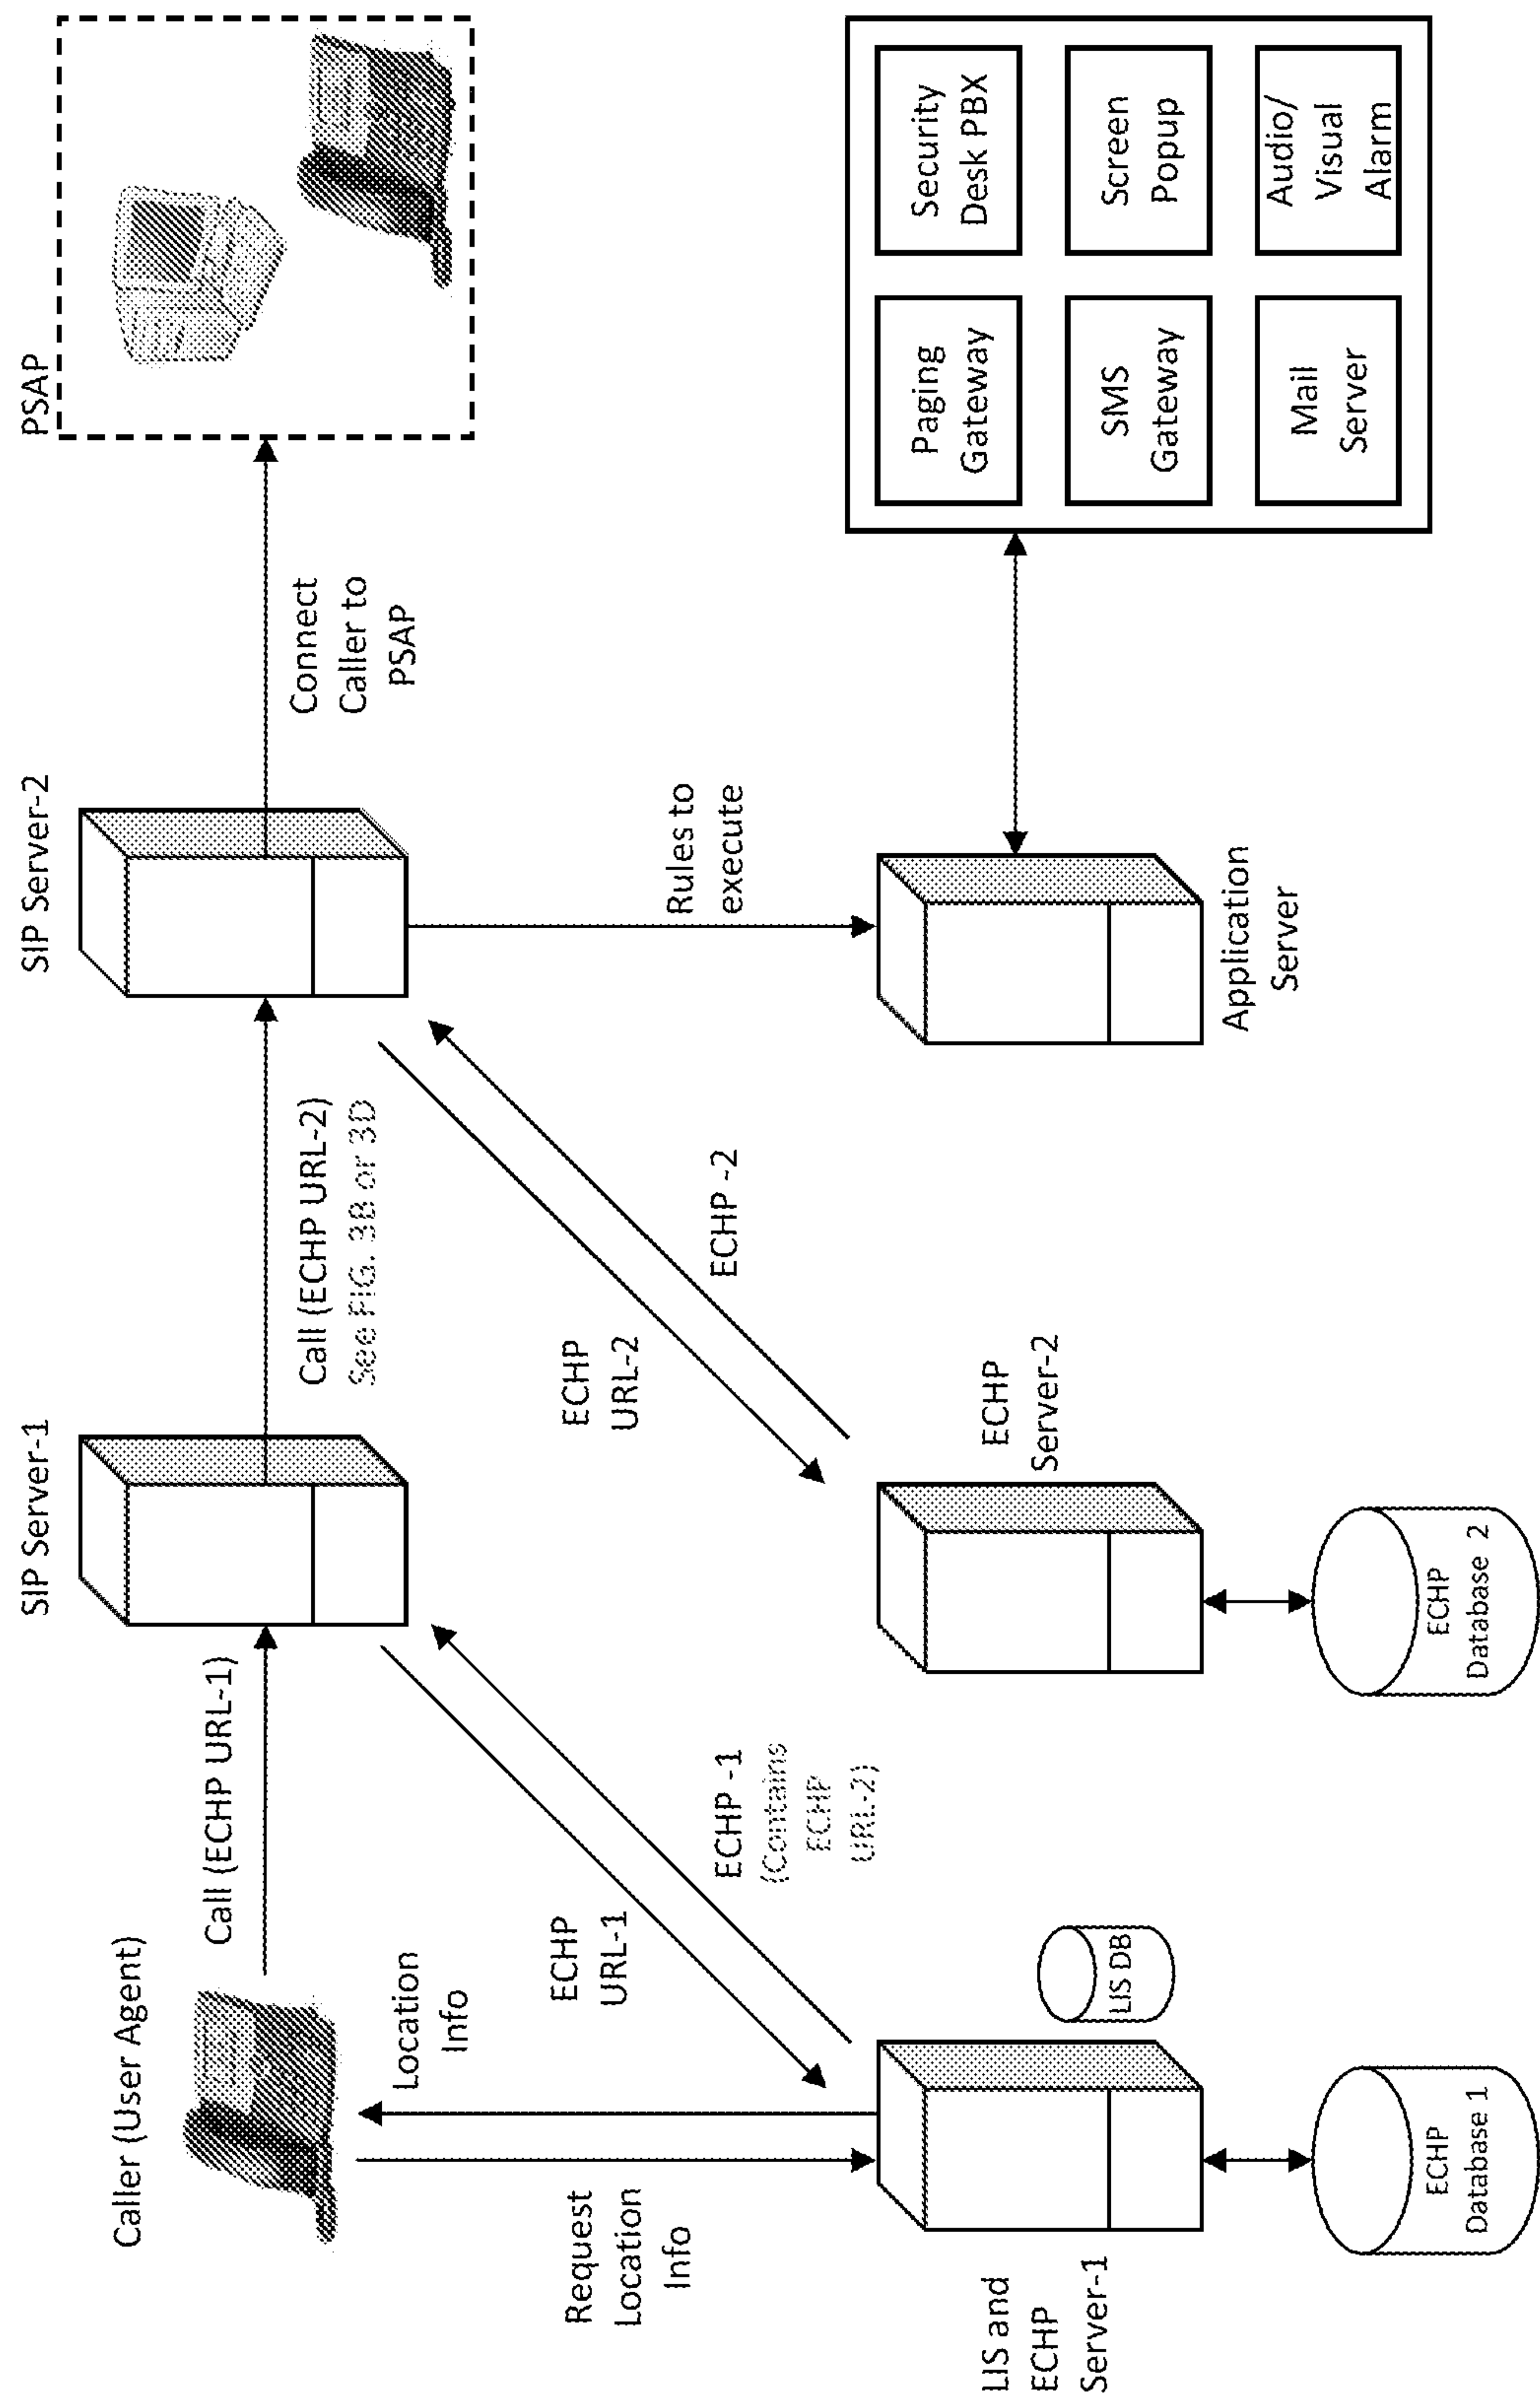 Caller (User Agent)
Call (ECHP URL-1)
SIP Server-1
Call (ECHP URL-2)
See FIG. 3B or 3D
SIP Server-2
Connect
Caller to
PSAP
PSAP
Request
Location
Info
Location
Info
ECHP
URL-1
ECHP -1
(Contains
ECHP
URL-2)
ECHP
URL-2
ECHP -2
Rules to
execute
LIS and
ECHP
Server-1
LIS DB
ECHP
Database 1
ECHP
Server-2
ECHP
Database 2
Application
Server
Paging
Gateway
Security
Desk PBX
SMS
Gateway
Screen
Popup
Mail
Server
Audio/
Visual
Alarm